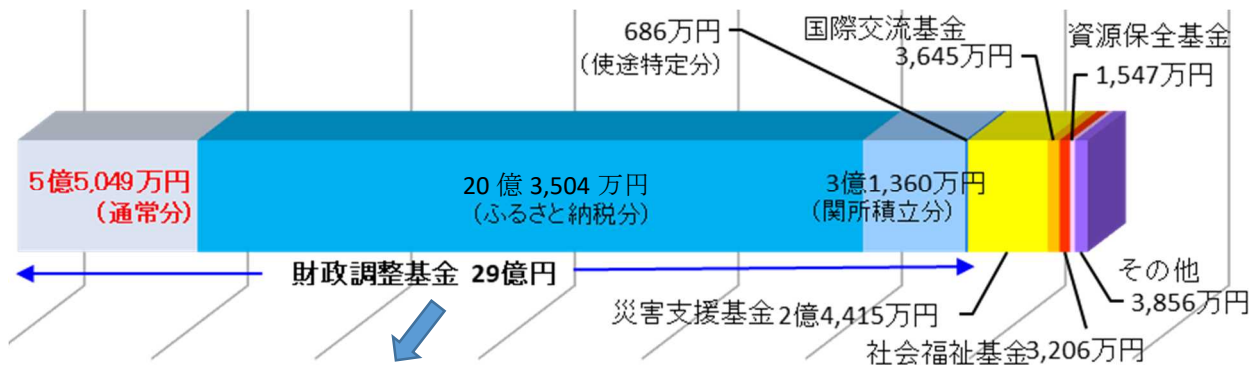 686万円
(使途特定分)
国際交流基金
3,645万円
資源保全基金
1,547万円
5億5,049万円
(通常分)
20 億 3,504 万円
(ふるさと納税分)
3億1,360万円
(関所積立分)
財政調整基金 29億円
災害支援基金2億4,415万円
社会福祉基金3,206万円
その他
3,856万円